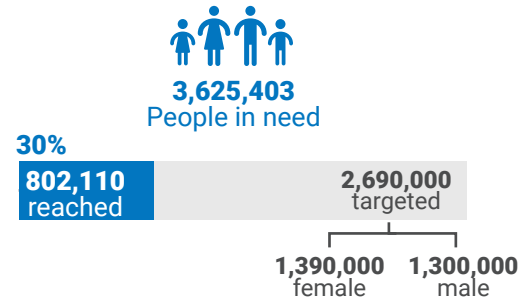 3,625,403
People in need
30%
802,110
reached
2,690,000
targeted
1,390,000
female
1,300,000
male